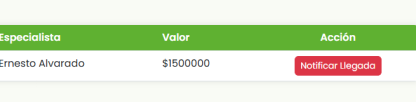 Especialista Valor Acción
Ernesto Alvarado $1500000 Notificar Llegada